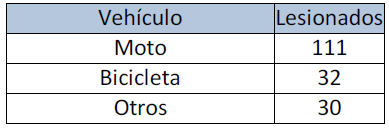 Vehículo Lesionados
Moto 111
Bicicleta 32
Otros 30